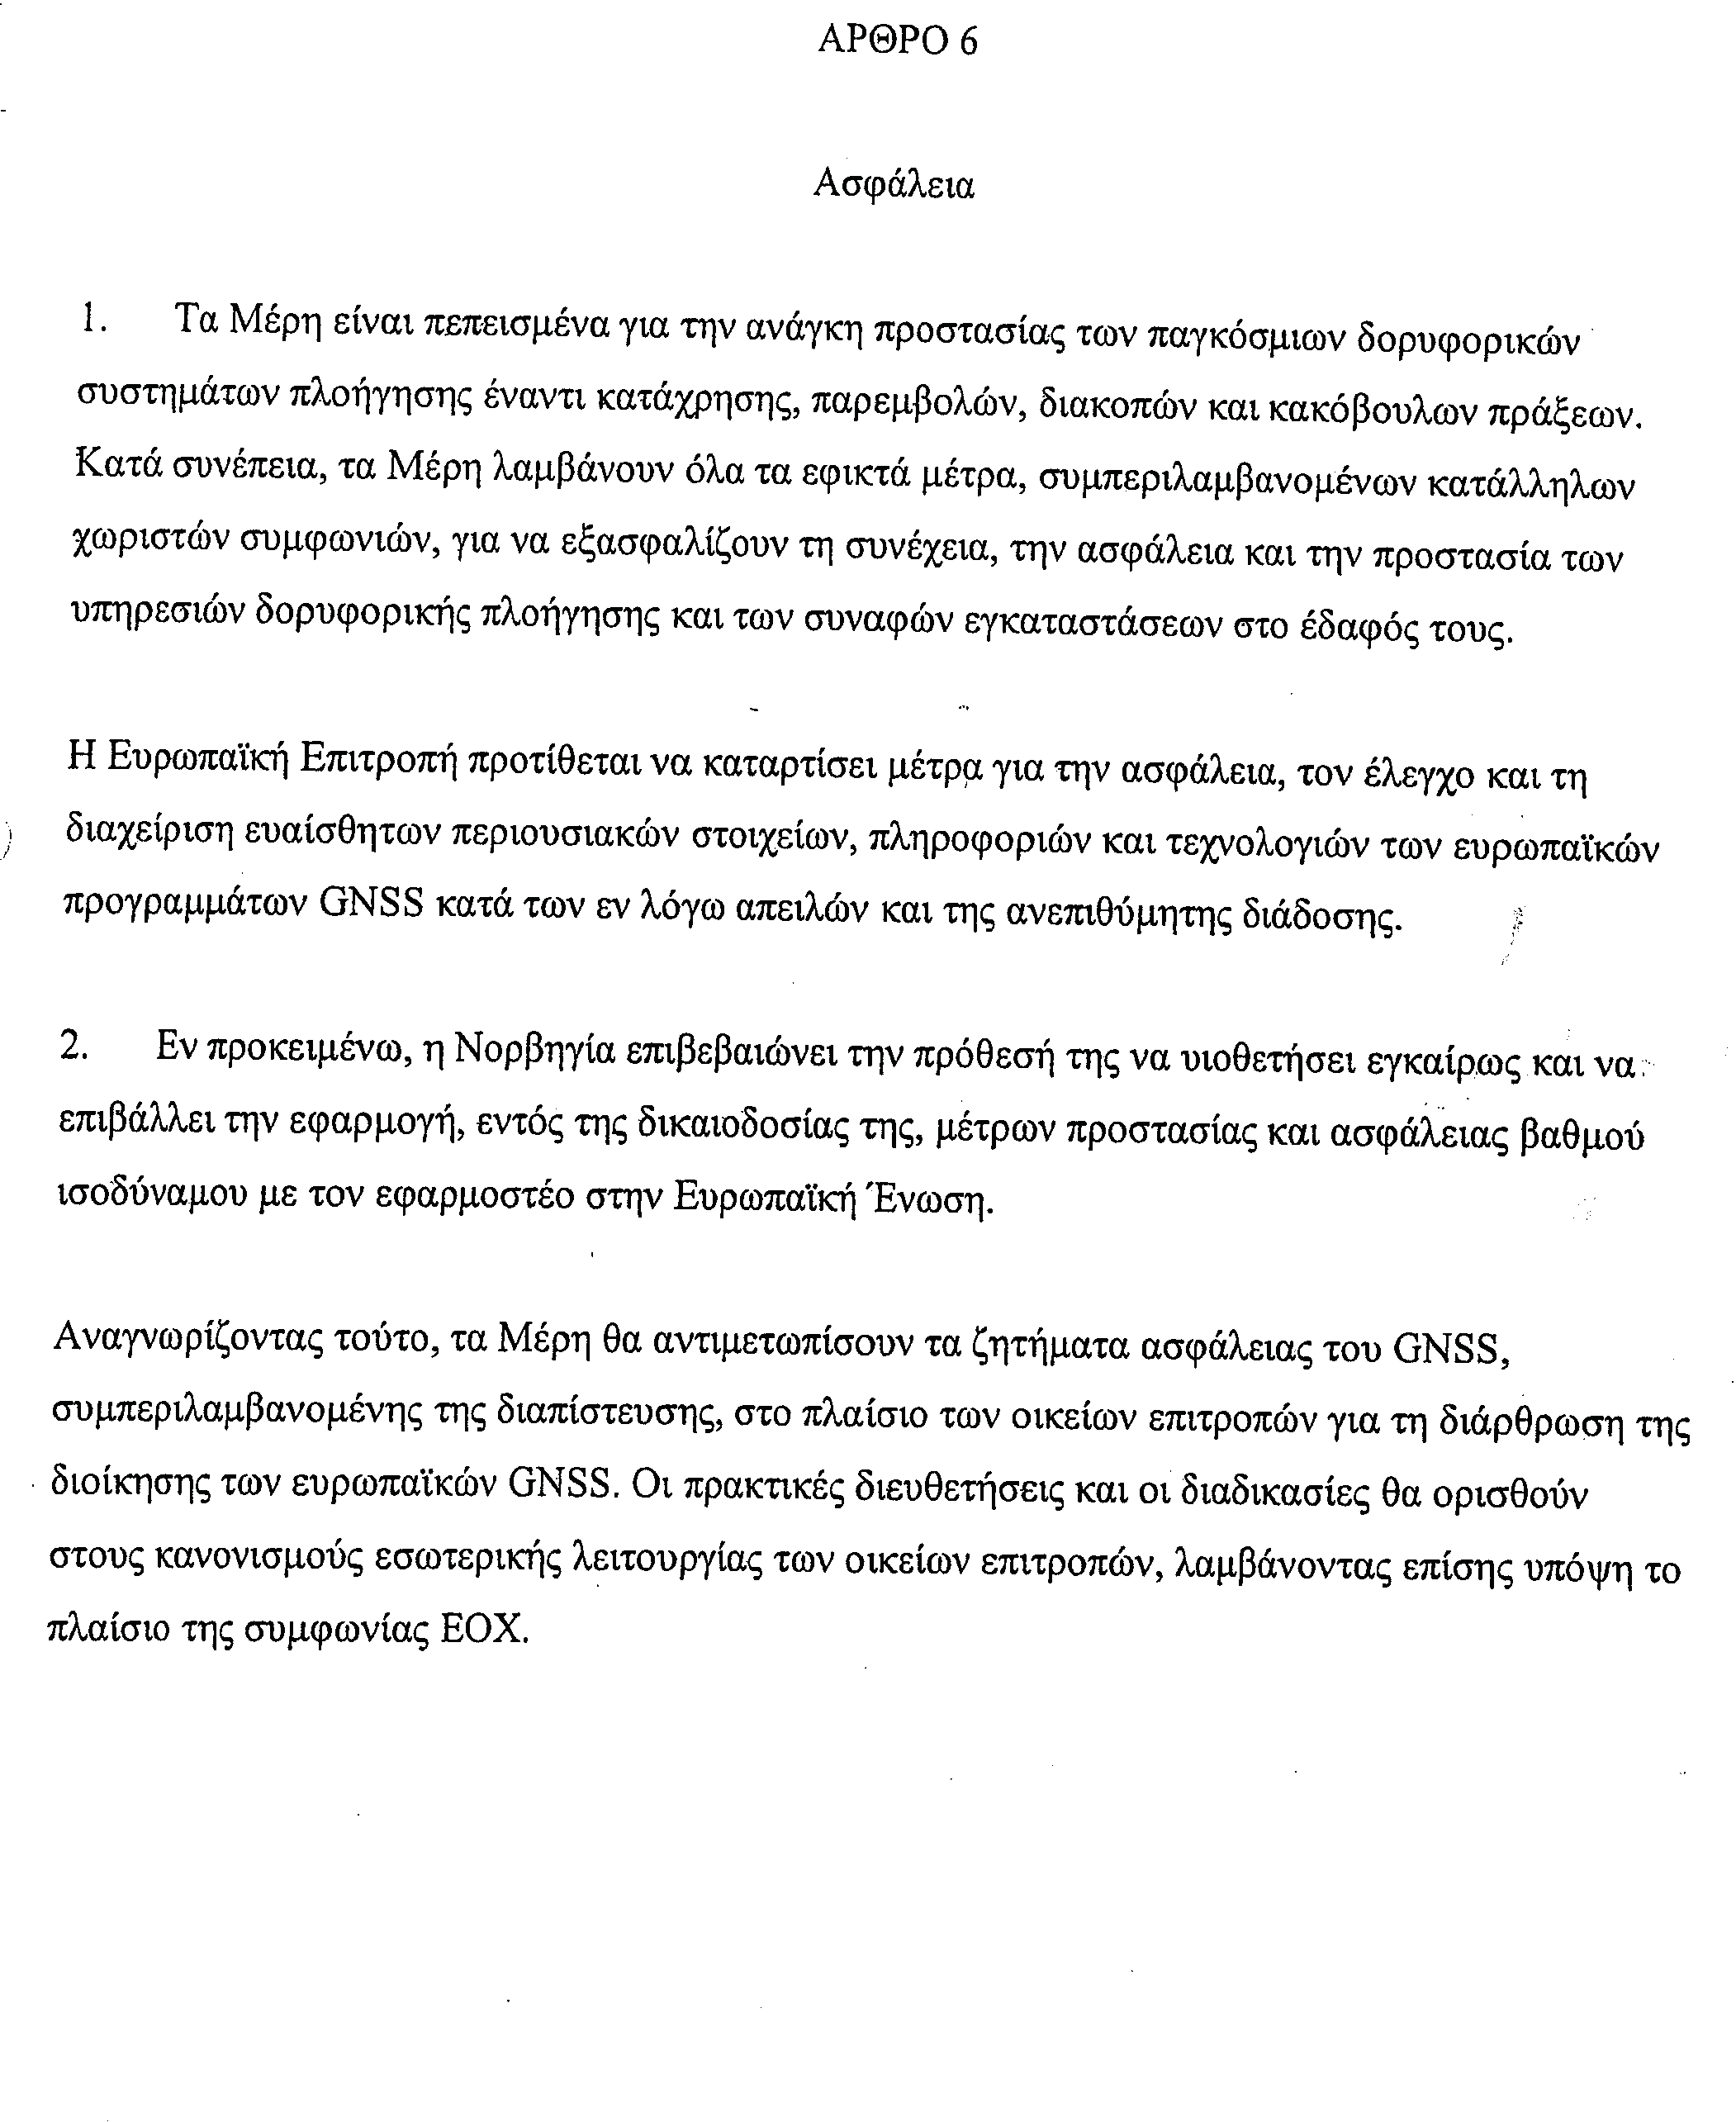 ΑΡΘΡΟ 6
Ασφάλεια
1. Τα Μέρη είναι πεπεισμένα για την ανάγκη προστασίας των παγκόσμιων δορυφορικών
συστημάτων πλοήγησης έναντι κατάχρησης, παρεμβολών, διακοπών και κακόβουλων πράξεων.
Κατά συνέπεια, τα Μέρη λαμβάνουν όλα τα εφικτά μέτρα, συμπεριλαμβανομένων κατάλληλων
χωριστών συμφωνιών, για να εξασφαλίζουν τη συνέχεια, την ασφάλεια και την προστασία των
υπηρεσιών δορυφορικής πλοήγησης και των συναφών εγκαταστάσεων στο έδαφός τους.
Η Ευρωπαϊκή Επιτροπή προτίθεται να καταρτίσει μέτρα για την ασφάλεια, τον έλεγχο και τη
διαχείριση ευαίσθητων περιουσιακών στοιχείων, πληροφοριών και τεχνολογιών των ευρωπαϊκών
προγραμμάτων GNSS κατά των εν λόγω απειλών και της ανεπιθύμητης διάδοσης.
2. Εν προκειμένω, η Νορβηγία επιβεβαιώνει την πρόθεσή της να υιοθετήσει εγκαίρως και να
επιβάλλει την εφαρμογή, εντός της δικαιοδοσίας της, μέτρων προστασίας και ασφάλειας βαθμού
ισοδύναμου με τον εφαρμοστέο στην Ευρωπαϊκή Ένωση.
Αναγνωρίζοντας τούτο, τα Μέρη θα αντιμετωπίσουν τα ζητήματα ασφάλειας του GNSS,
συμπεριλαμβανομένης της διαπίστευσης, στο πλαίσιο των οικείων επιτροπών για τη διάρθρωση της
διοίκησης των ευρωπαϊκών GNSS. Οι πρακτικές διευθετήσεις και οι διαδικασίες θα ορισθούν
στους κανονισμούς εσωτερικής λειτουργίας των οικείων επιτροπών, λαμβάνοντας επίσης υπόψη το
πλαίσιο της συμφωνίας ΕΟΧ.